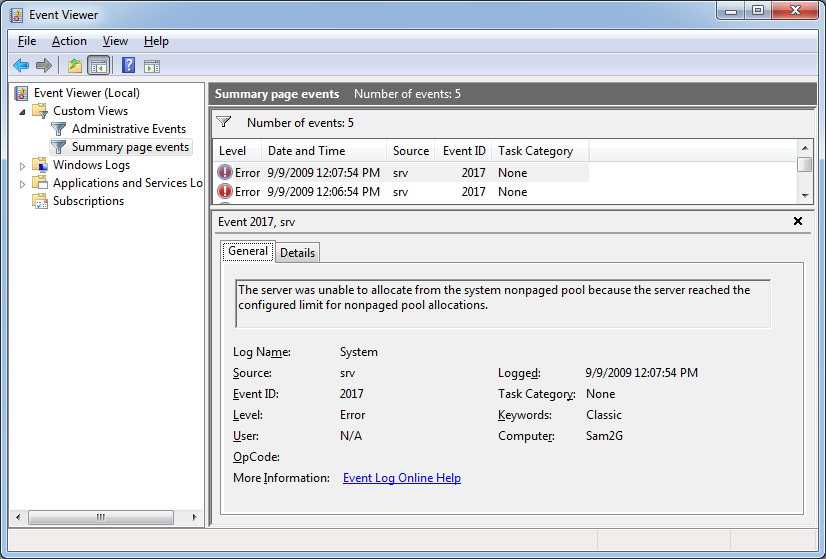 Event Viewer
File Action View Help
Event Viewer (Local)
Custom Views
Administrative Events
Summary page events
Windows Logs
Applications and Services Lo
Subscriptions
Summary page events Number of events: 5
Number of events: 5
Level Date and Time Source Event ID Task Category
Error 9/9/2009 12:07:54 PM srv 2017 None
Error 9/9/2009 12:06:54 PM srv 2017 None
Event 2017, srv
General Details
The server was unable to allocate from the system nonpaged pool because the server reached the
configured limit for nonpaged pool allocations.
Log Name: System
Source: srv Logged: 9/9/2009 12:07:54 PM
Event ID: 2017 Task Category: None
Level: Error Keywords: Classic
User: N/A Computer: Sam2G
OpCode:
More Information: Event Log Online Help